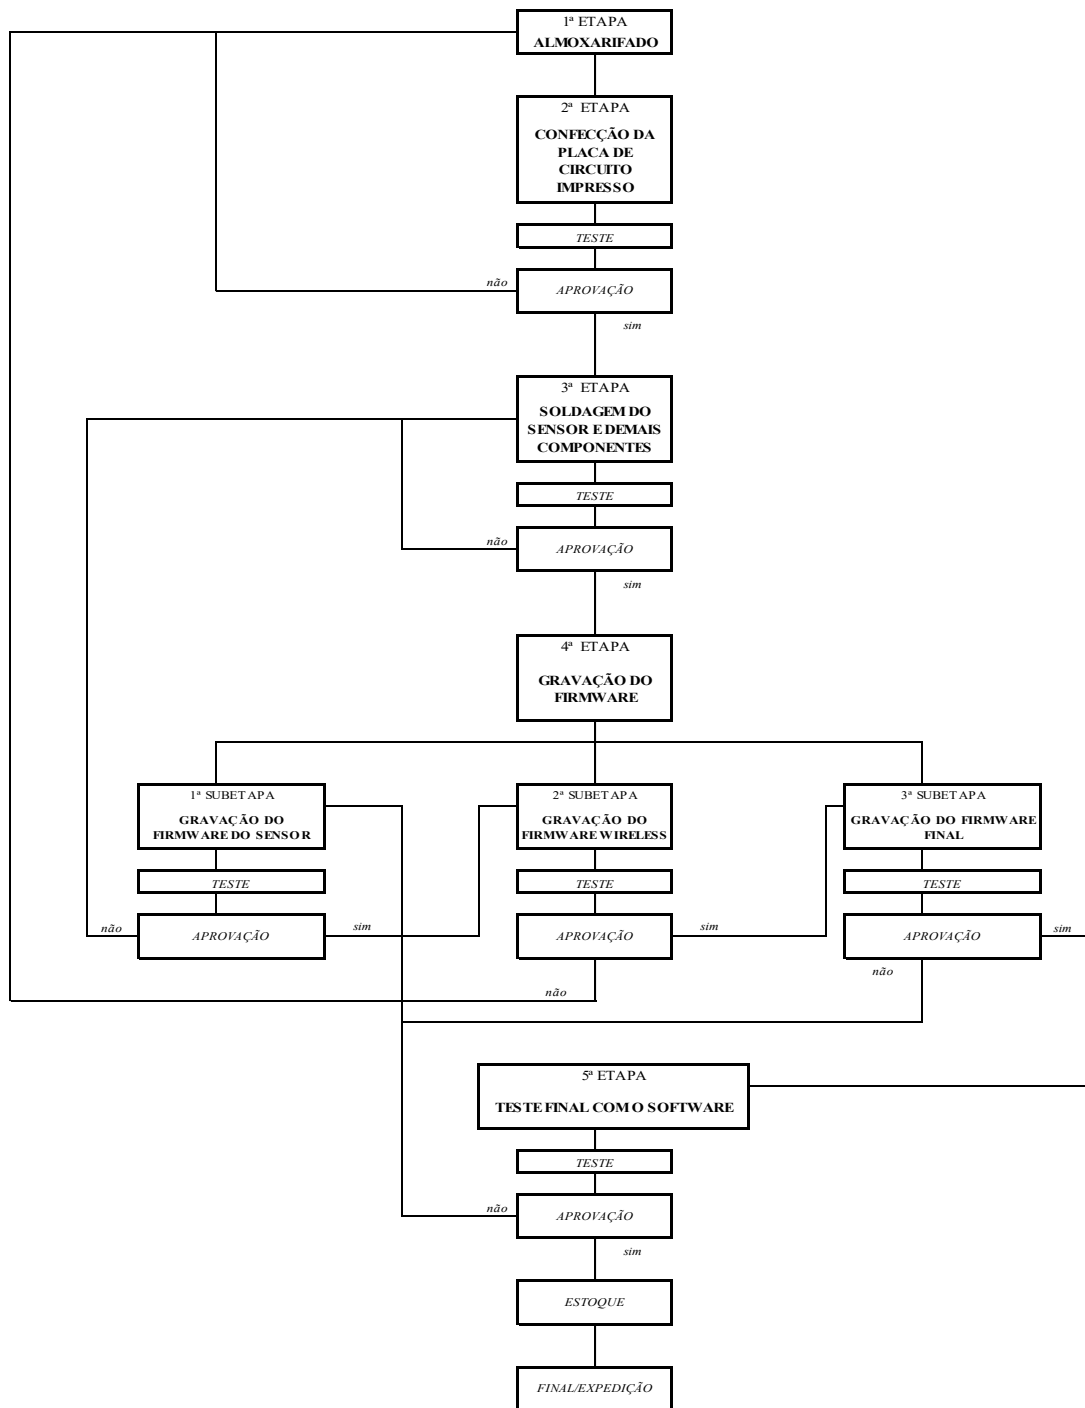 1ª ETAPA
ALMOXARIFADO
2ª ETAPA
CONFECÇÃO DA
PLACA DE
CIRCUITO
IMPRESSO
TESTE
não
APROVAÇÃO
sim
3ª ETAPA
SOLDAGEM DO
SENSOR E DEMAIS
COMPONENTES
TESTE
não
APROVAÇÃO
sim
4ª ETAPA
GRAVAÇÃO DO
FIRMWARE
1ª SUBETAPA
GRAVAÇÃO DO
FIRMWARE DO SENSOR
TESTE
não
APROVAÇÃO
sim
2ª SUBETAPA
GRAVAÇÃO DO
FIRMWARE WIRELESS
TESTE
APROVAÇÃO
sim
não
3ª SUBETAPA
GRAVAÇÃO DO FIRMWARE
FINAL
TESTE
APROVAÇÃO
sim
não
5ª ETAPA
TESTE FINAL COM O SOFTWARE
TESTE
não
APROVAÇÃO
sim
ESTOQUE
FINAL/EXPEDIÇÃO